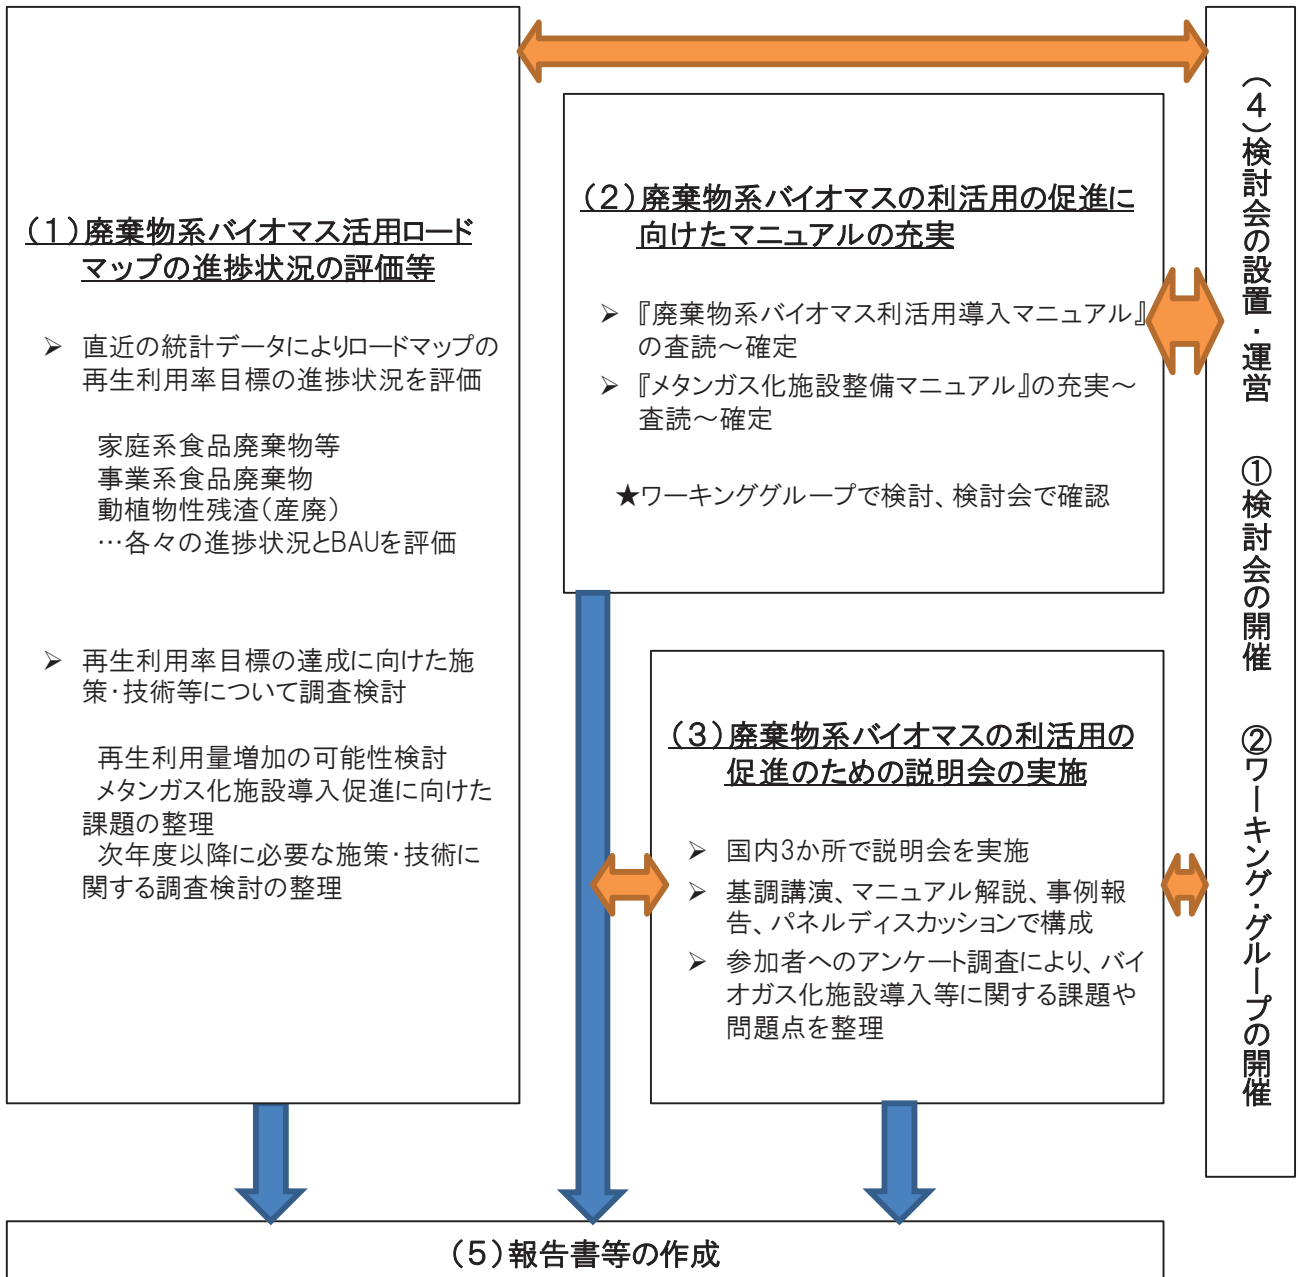 (1)廃棄物系バイオマス活用ロード
マップの進捗状況の評価等
➢ 直近の統計データによりロードマップの
再生利用率目標の進捗状況を評価
家庭系食品廃棄物等
事業系食品廃棄物
動植物性残渣(産廃)
…各々の進捗状況とBAUを評価
➢ 再生利用率目標の達成に向けた施
策・技術等について調査検討
再生利用量増加の可能性検討
メタンガス化施設導入促進に向けた
課題の整理
次年度以降に必要な施策・技術に
関する調査検討の整理
(2)廃棄物系バイオマスの利活用の促進に
向けたマニュアルの充実
➢ 『廃棄物系バイオマス利活用導入マニュアル』
の査読～確定
➢ 『メタンガス化施設整備マニュアル』の充実～
査読～確定
★ワーキンググループで検討、検討会で確認
(3)廃棄物系バイオマスの利活用の
促進のための説明会の実施
➢ 国内3か所で説明会を実施
➢ 基調講演、マニュアル解説、事例報
告、パネルディスカッションで構成
➢ 参加者へのアンケート調査により、バイ
オガス化施設導入等に関する課題や
問題点を整理
(4)検討会の設置・運営 ①検討会の開催 ②ワーキング・グループの開催
(5)報告書等の作成